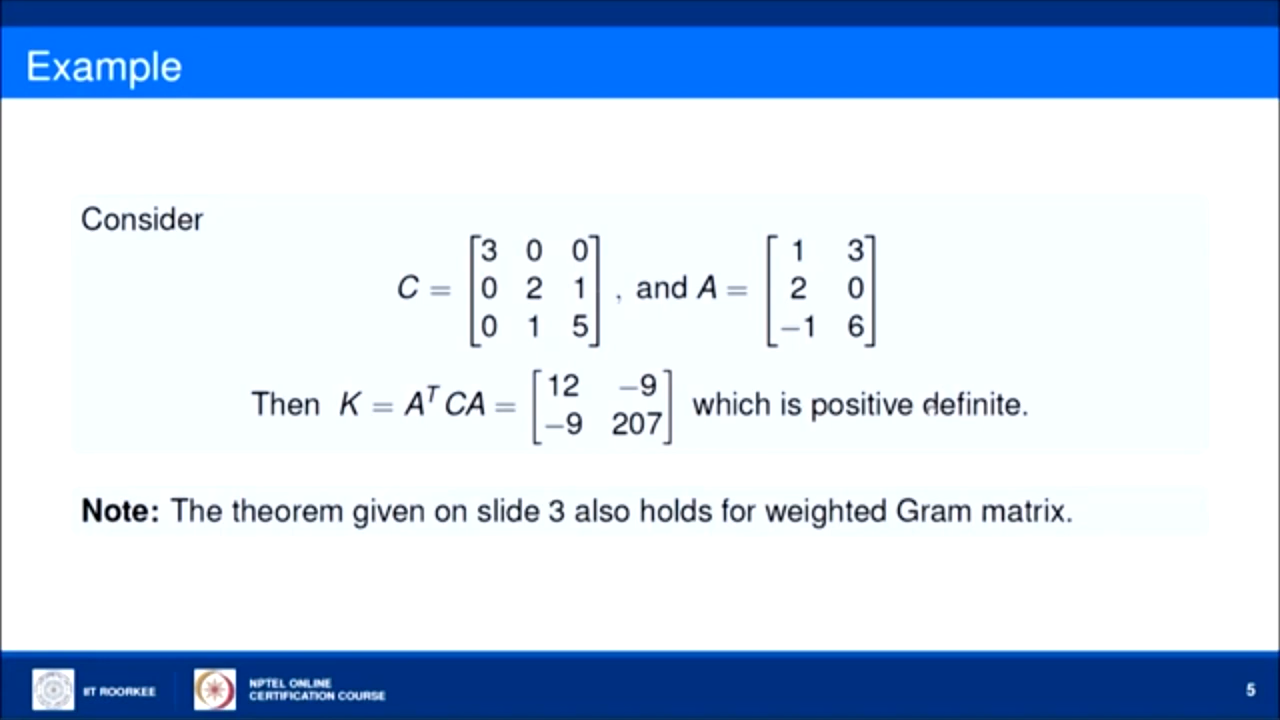 Example
Consider
C = [3 0 0; 0 2 1; 0 1 5], and A = [1 3; 2 0; −1 6]
Then K = AᵀCA = [12 −9; −9 207] which is positive definite.
Note: The theorem given on slide 3 also holds for weighted Gram matrix.
IIT ROORKEE
NPTEL ONLINE
CERTIFICATION COURSE
5